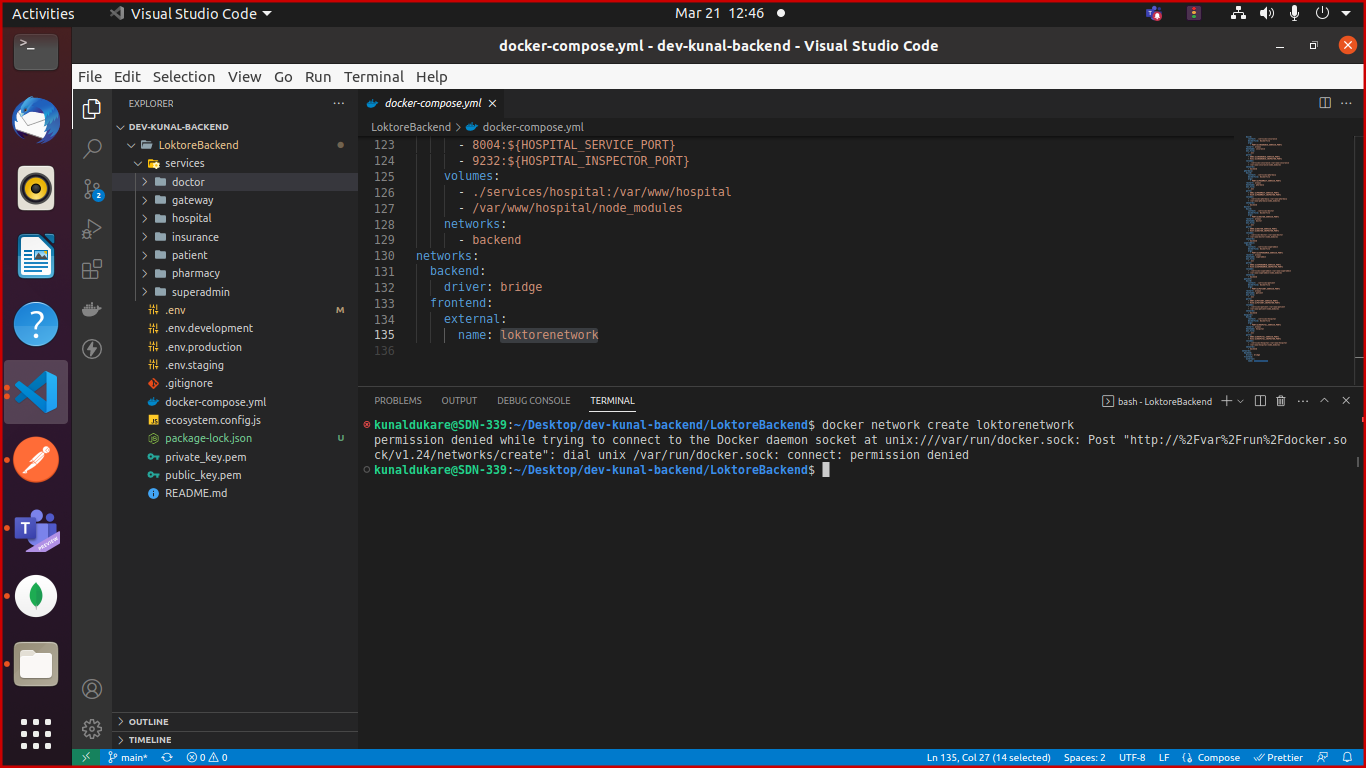 Activities
Visual Studio Code
Mar 21 12:46
docker-compose.yml - dev-kunal-backend - Visual Studio Code
File Edit Selection View Go Run Terminal Help
EXPLORER
DEV-KUNAL-BACKEND
LoktoreBackend
services
doctor
gateway
hospital
insurance
patient
pharmacy
superadmin
.env M
.env.development
.env.production
.env.staging
.gitignore
docker-compose.yml
ecosystem.config.js
package-lock.json U
private_key.pem
public_key.pem
README.md
OUTLINE
TIMELINE
2
docker-compose.yml
LoktoreBackend > docker-compose.yml
123 - 8004:${HOSPITAL_SERVICE_PORT}
124 - 9232:${HOSPITAL_INSPECTOR_PORT}
125 volumes:
126 - ./services/hospital:/var/www/hospital
127 - /var/www/hospital/node_modules
128 networks:
129 - backend
130 networks:
131 backend:
132 driver: bridge
133 frontend:
134 external:
135 name: loktorenetwork
136
PROBLEMS OUTPUT DEBUG CONSOLE TERMINAL
bash - LoktoreBackend
kunaldukare@SDN-339:~/Desktop/dev-kunal-backend/LoktoreBackend$ docker network create loktorenetwork
permission denied while trying to connect to the Docker daemon socket at unix:///var/run/docker.sock: Post "http://%2Fvar%2Frun%2Fdocker.so
ck/v1.24/networks/create": dial unix /var/run/docker.sock: connect: permission denied
kunaldukare@SDN-339:~/Desktop/dev-kunal-backend/LoktoreBackend$
main* 0 0
Ln 135, Col 27 (14 selected) Spaces: 2 UTF-8 LF Compose Prettier